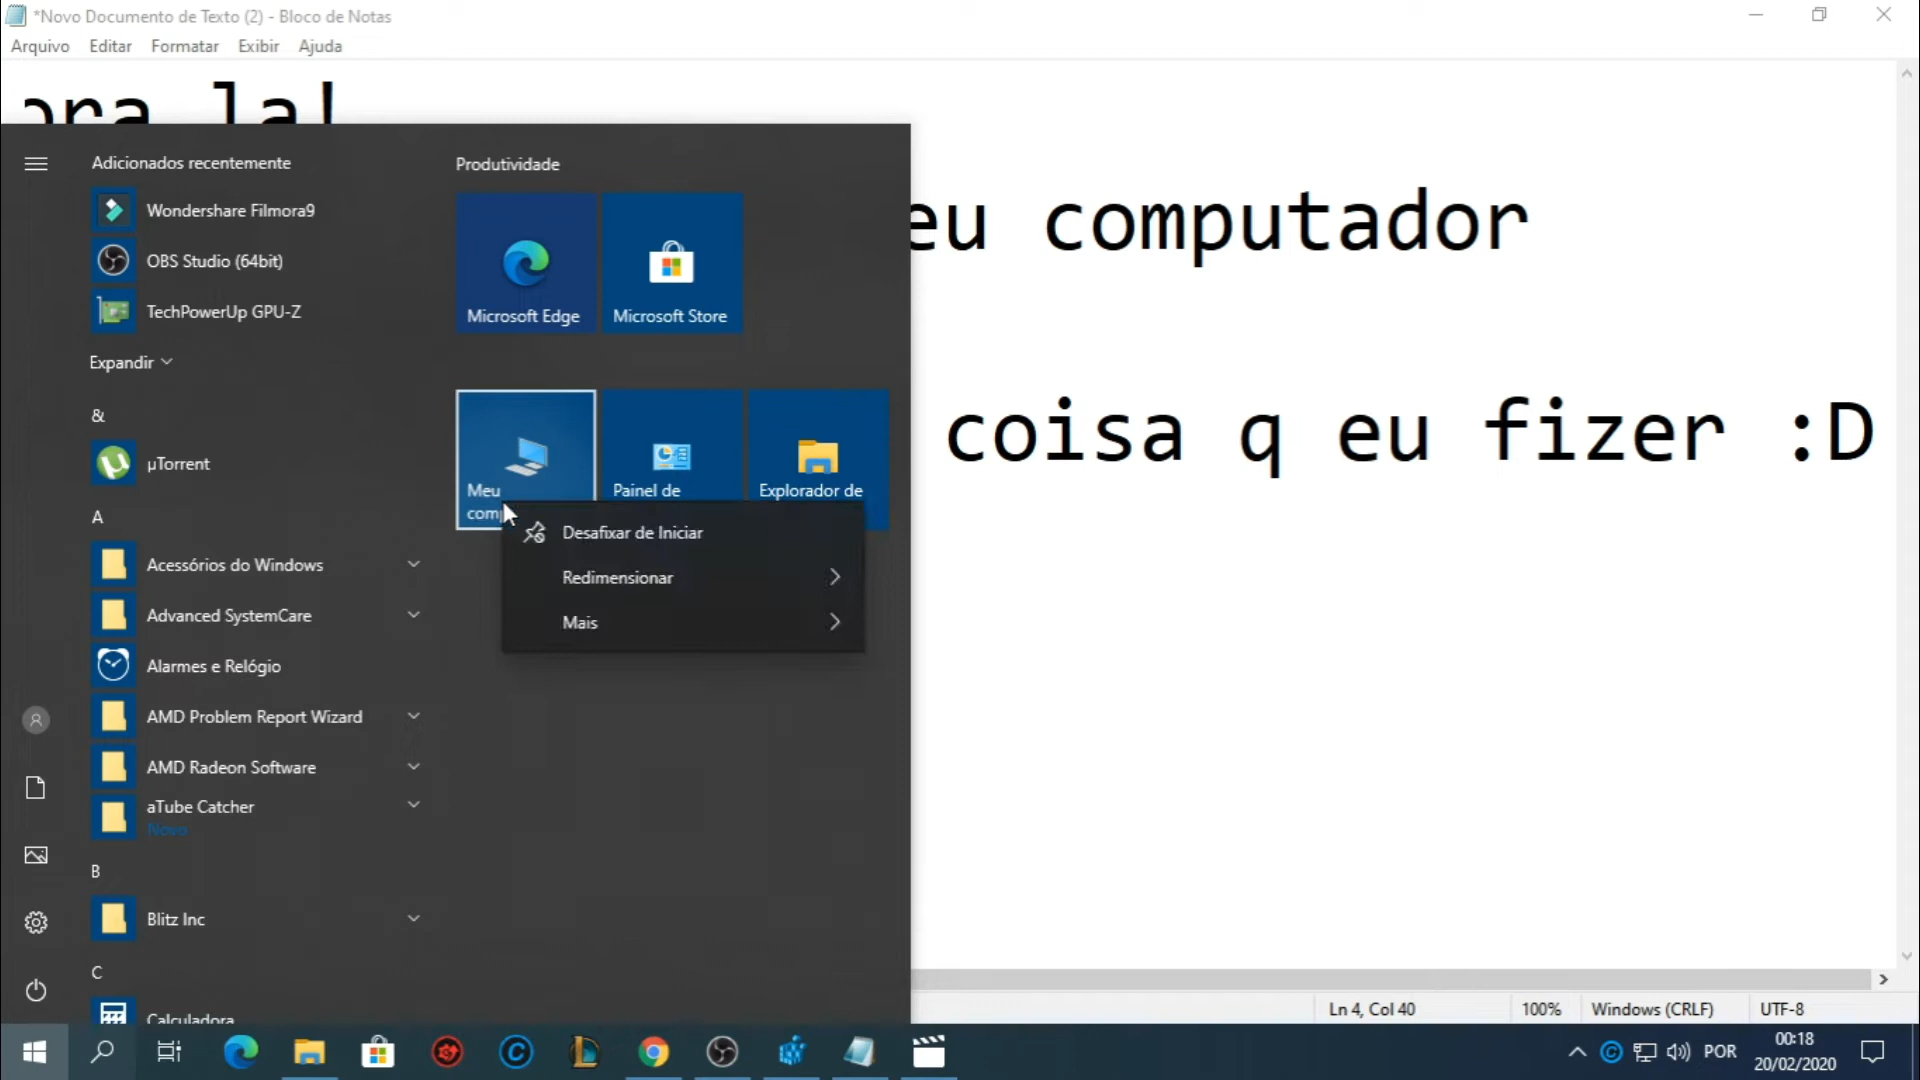 *Novo Documento de Texto (2) - Bloco de Notas
Arquivo Editar Formatar Exibir Ajuda
ora la!
eu computador
coisa q eu fizer :D
Adicionados recentemente
Wondershare Filmora9
OBS Studio (64bit)
TechPowerUp GPU-Z
Expandir
&
µTorrent
A
Acessórios do Windows
Advanced SystemCare
Alarmes e Relógio
AMD Problem Report Wizard
AMD Radeon Software
aTube Catcher
Novo
B
Blitz Inc
C
Calculadora
Produtividade
Microsoft Edge
Microsoft Store
Meu
comp
Painel de
Explorador de
Desafixar de Iniciar
Redimensionar
Mais
Ln 4, Col 40
100%
Windows (CRLF)
UTF-8
POR
00:18
20/02/2020